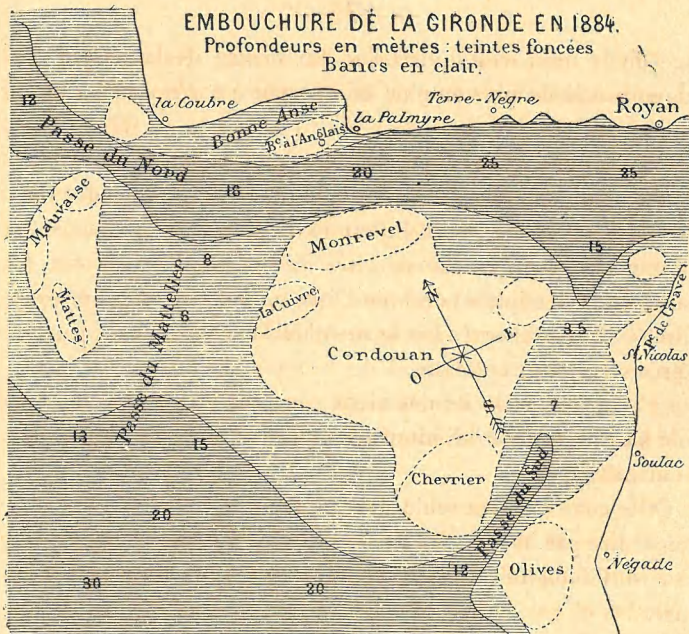 EMBOUCHURE DE LA GIRONDE EN 1884.
Profondeurs en mètres : teintes foncées
Bancs en clair.
12
la Coubre
Bonne Anse
Bc à l'Anglais
la Palmyre
Terre-Nègre
Royan
Passe du Nord
16
20
25
25
Mauvaise
Mattes
8
6
Passe du Mattelier
Monrevel
la Cuivre
15
Pte de Grave
3.5
St Nicolas
N
E
Cordouan
O
S
7
13
15
Chevrier
Soulac
Passe du Sud
20
30
20
12
Olives
Négade